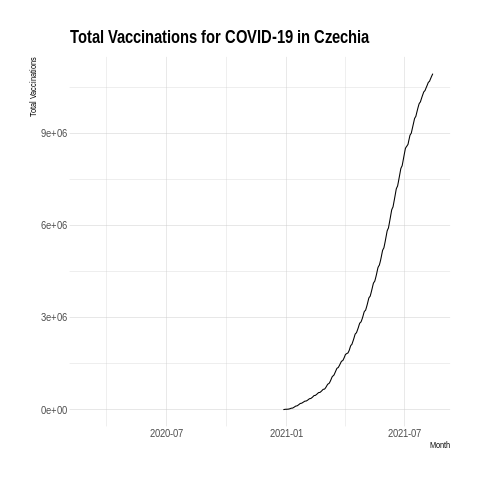 Total Vaccinations for COVID-19 in Czechia
Total Vaccinations
9e+06
6e+06
3e+06
0e+00
2020-07
2021-01
2021-07
Month